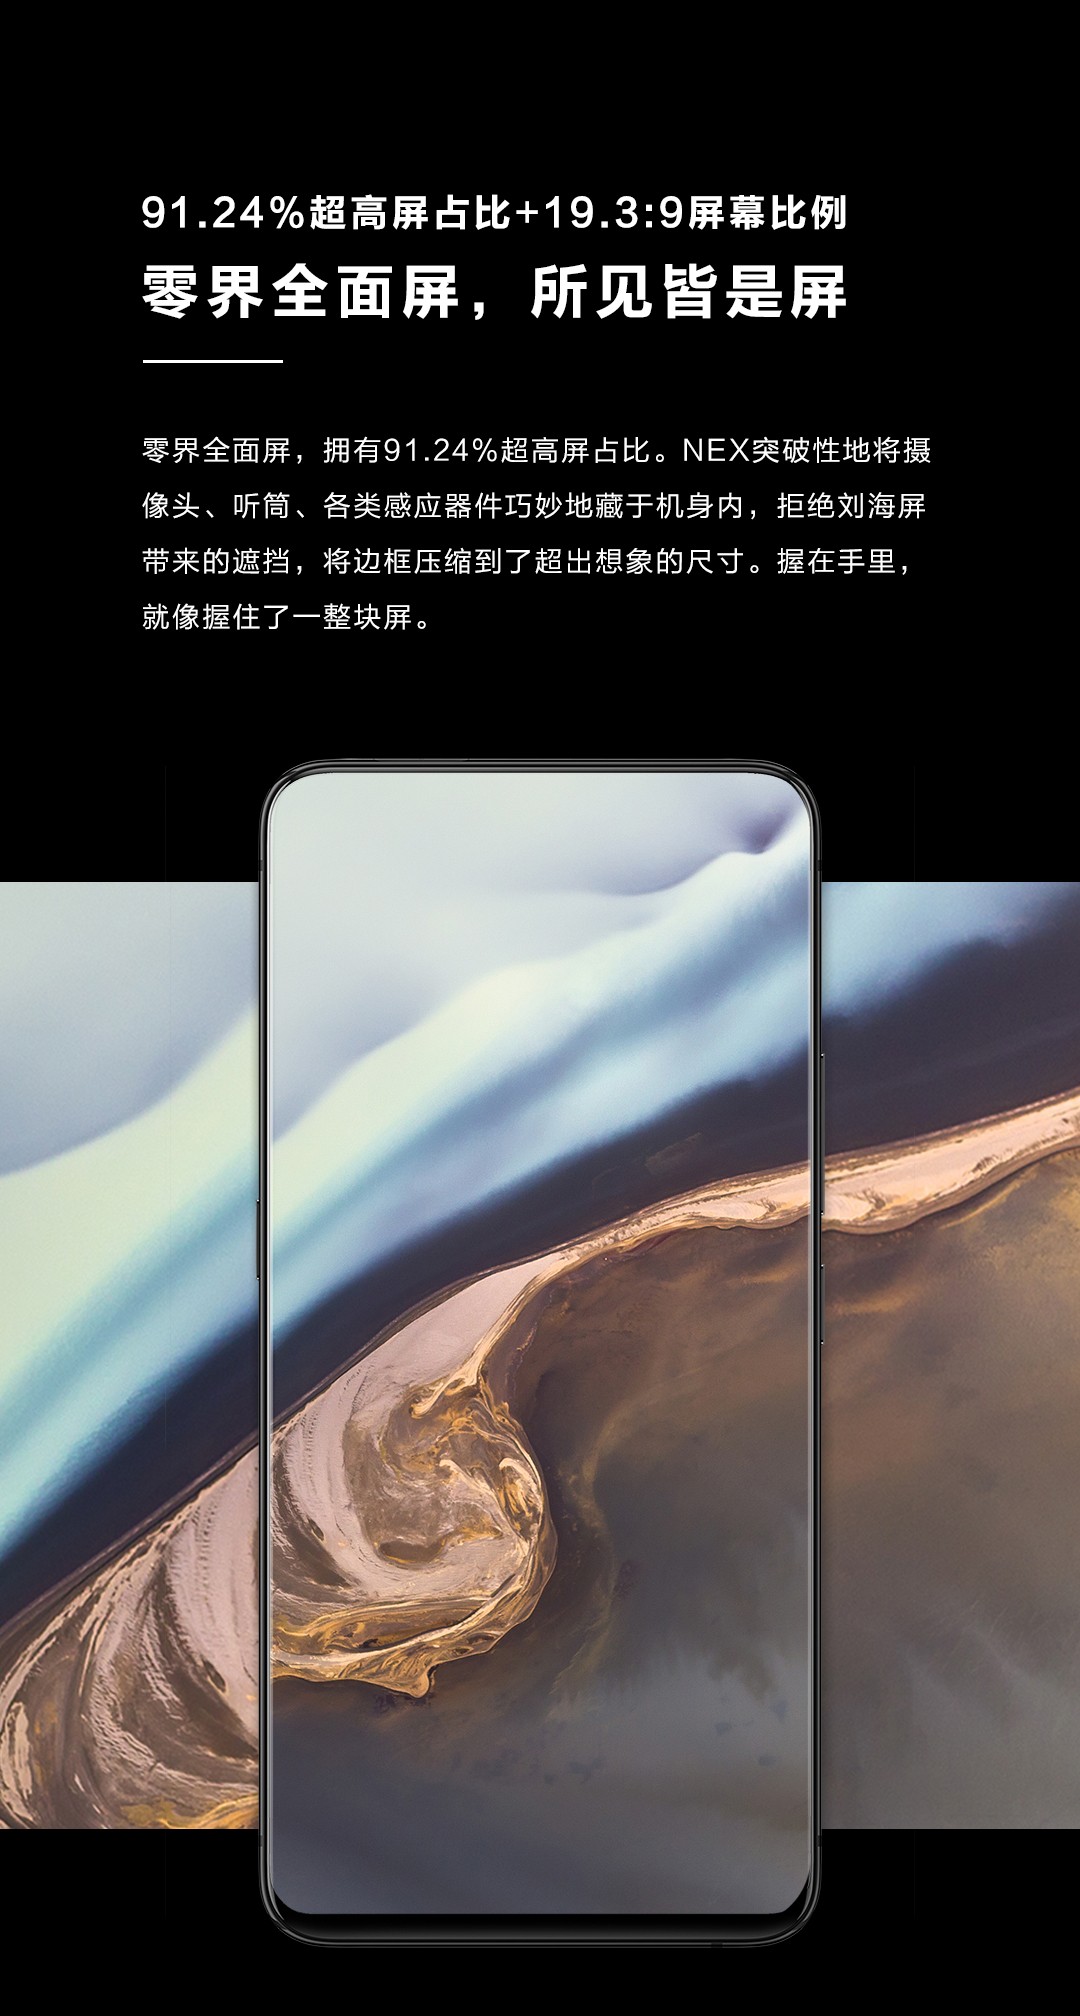 91.24%超高屏占比+19.3:9屏幕比例
零界全面屏，所见皆是屏
零界全面屏，拥有91.24%超高屏占比。NEX突破性地将摄
像头、听筒、各类感应器件巧妙地藏于机身内，拒绝刘海屏
带来的遮挡，将边框压缩到了超出想象的尺寸。握在手里，
就像握住了一整块屏。